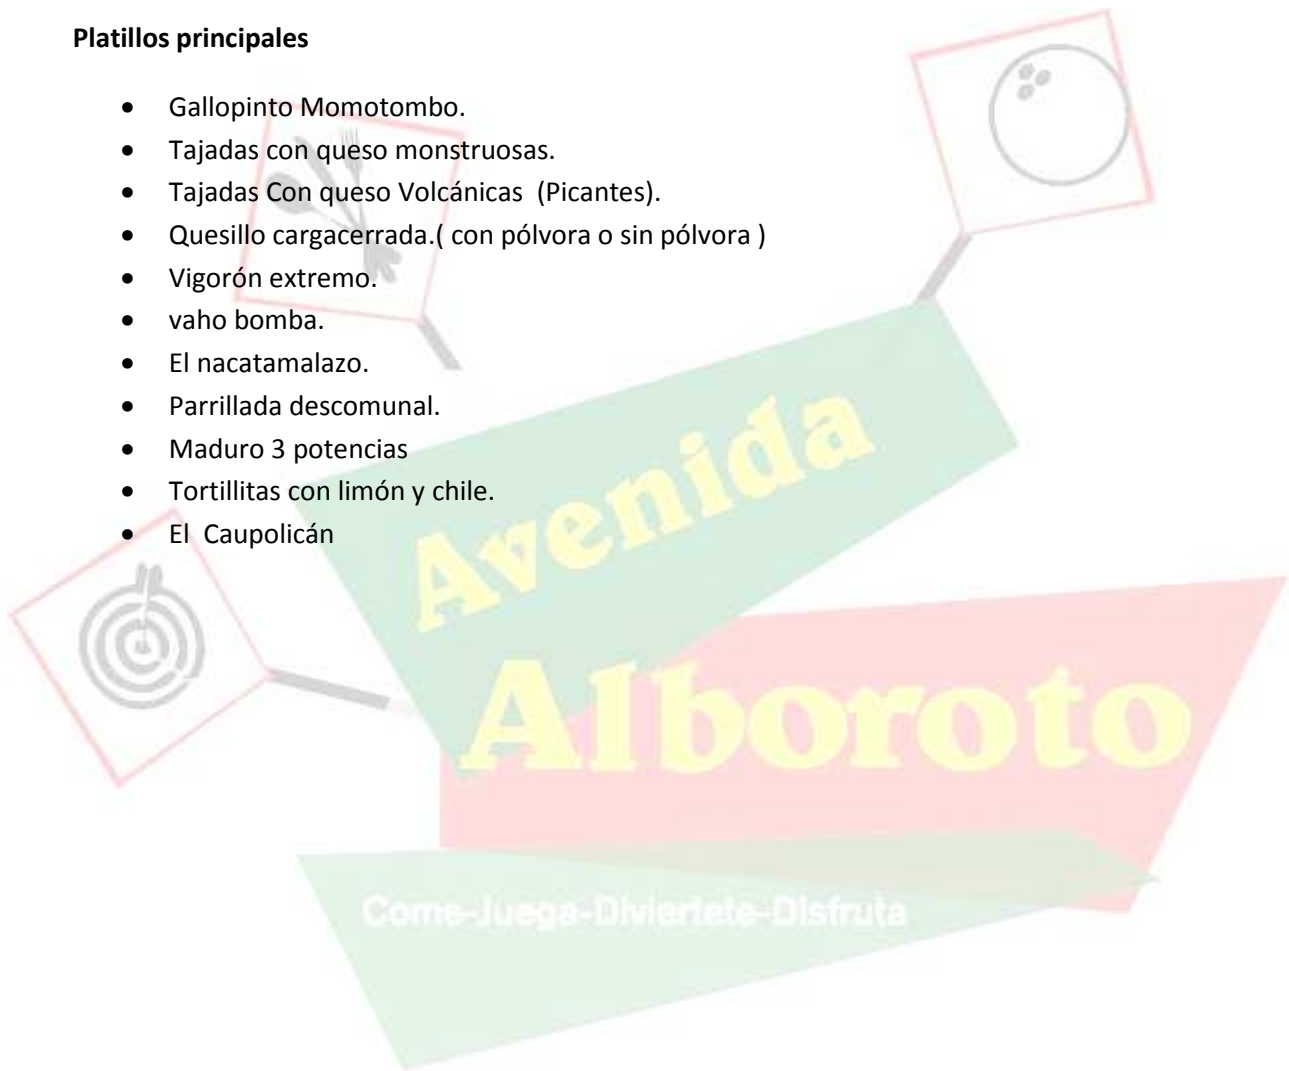 Platillos principales
• Gallopinto Momotombo.
• Tajadas con queso monstruosas.
• Tajadas Con queso Volcánicas  (Picantes).
• Quesillo cargacerrada.( con pólvora o sin pólvora )
• Vigorón extremo.
• vaho bomba.
• El nacatamalazo.
• Parrillada descomunal.
• Maduro 3 potencias
• Tortillitas con limón y chile.
• El  Caupolicán
Avenida
Alboroto
Come-Juega-Diviertete-Disfruta